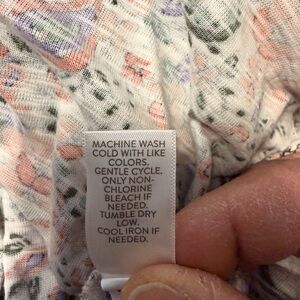 MACHINE WASH
COLD WITH LIKE
COLORS.
GENTLE CYCLE.
ONLY NON-
CHLORINE
BLEACH IF
NEEDED.
TUMBLE DRY
LOW.
COOL IRON IF
NEEDED.